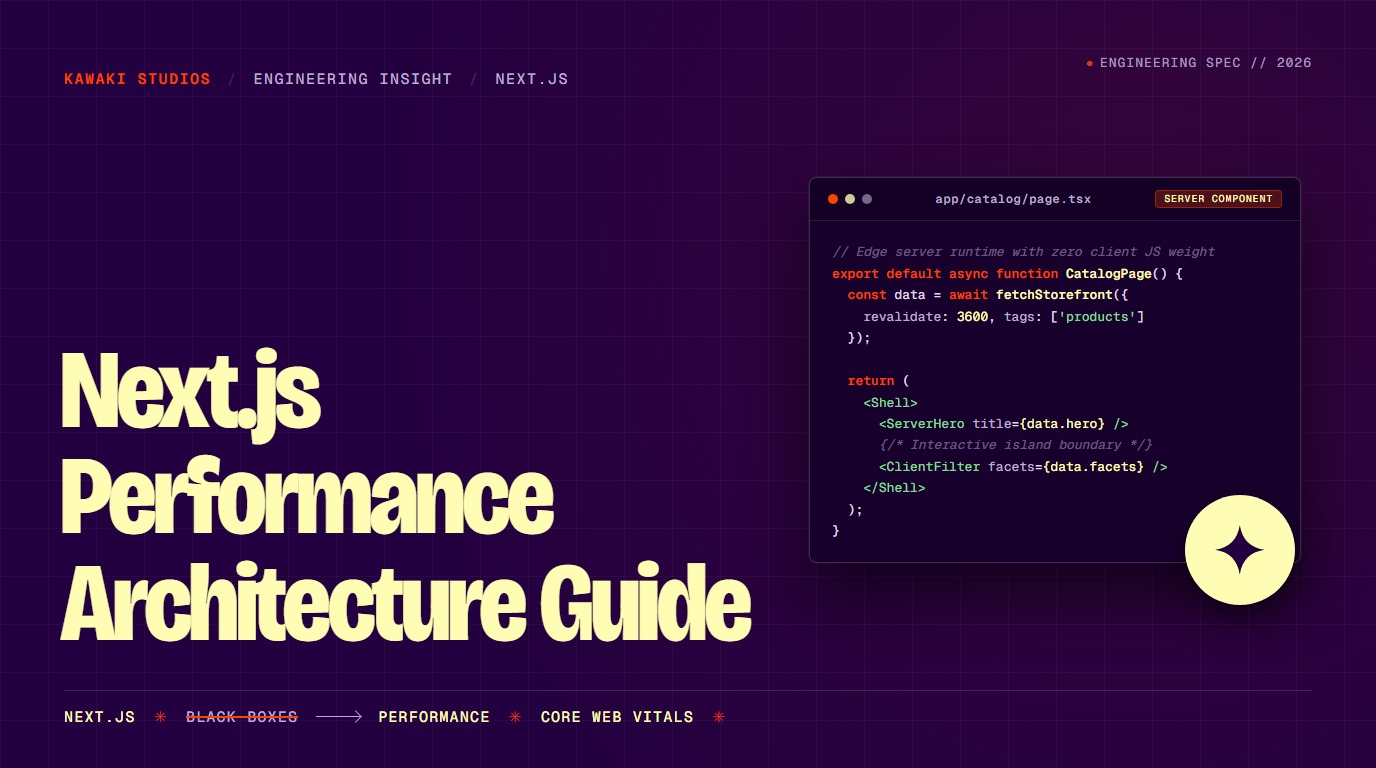 KAWAKI STUDIOS / ENGINEERING INSIGHT / NEXT.JS
ENGINEERING SPEC // 2026
app/catalog/page.tsx
SERVER COMPONENT
// Edge server runtime with zero client JS weight
export default async function CatalogPage() {
  const data = await fetchStorefront({
    revalidate: 3600, tags: ['products']
  });
  return (
    <Shell>
      <ServerHero title={data.hero} />
      {/* Interactive island boundary */}
      <ClientFilter facets={data.facets} />
    </Shell>
  );
}
Next.js
Performance
Architecture Guide
NEXT.JS ✳ BLACK BOXES → PERFORMANCE ✳ CORE WEB VITALS ✳